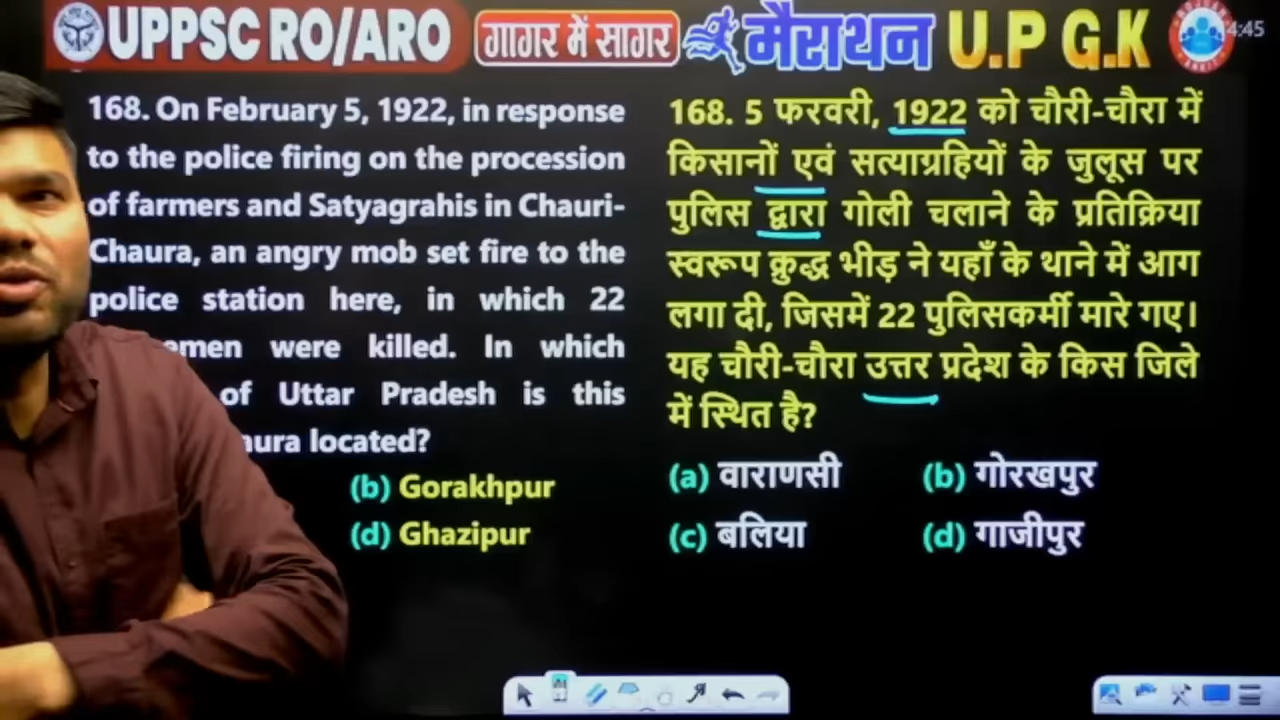 UPPSC RO/ARO गागर में सागर मैराथन U.P G.K
4:45
168. On February 5, 1922, in response
to the police firing on the procession
of farmers and Satyagrahis in Chauri-
Chaura, an angry mob set fire to the
police station here, in which 22
emen were killed. In which
of Uttar Pradesh is this
aura located?
(b) Gorakhpur
(d) Ghazipur
168. 5 फरवरी, 1922 को चौरी-चौरा में
किसानों एवं सत्याग्रहियों के जुलूस पर
पुलिस द्वारा गोली चलाने के प्रतिक्रिया
स्वरूप क्रुद्ध भीड़ ने यहाँ के थाने में आग
लगा दी, जिसमें 22 पुलिसकर्मी मारे गए।
यह चौरी-चौरा उत्तर प्रदेश के किस जिले
में स्थित है?
(a) वाराणसी (b) गोरखपुर
(c) बलिया (d) गाजीपुर